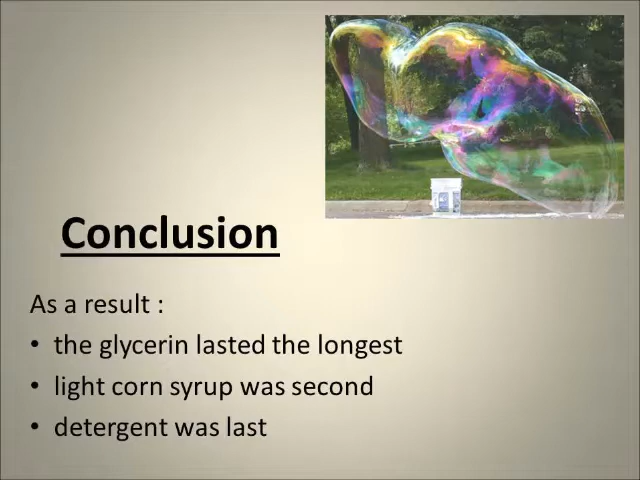 Conclusion
As a result :
• the glycerin lasted the longest
• light corn syrup was second
• detergent was last